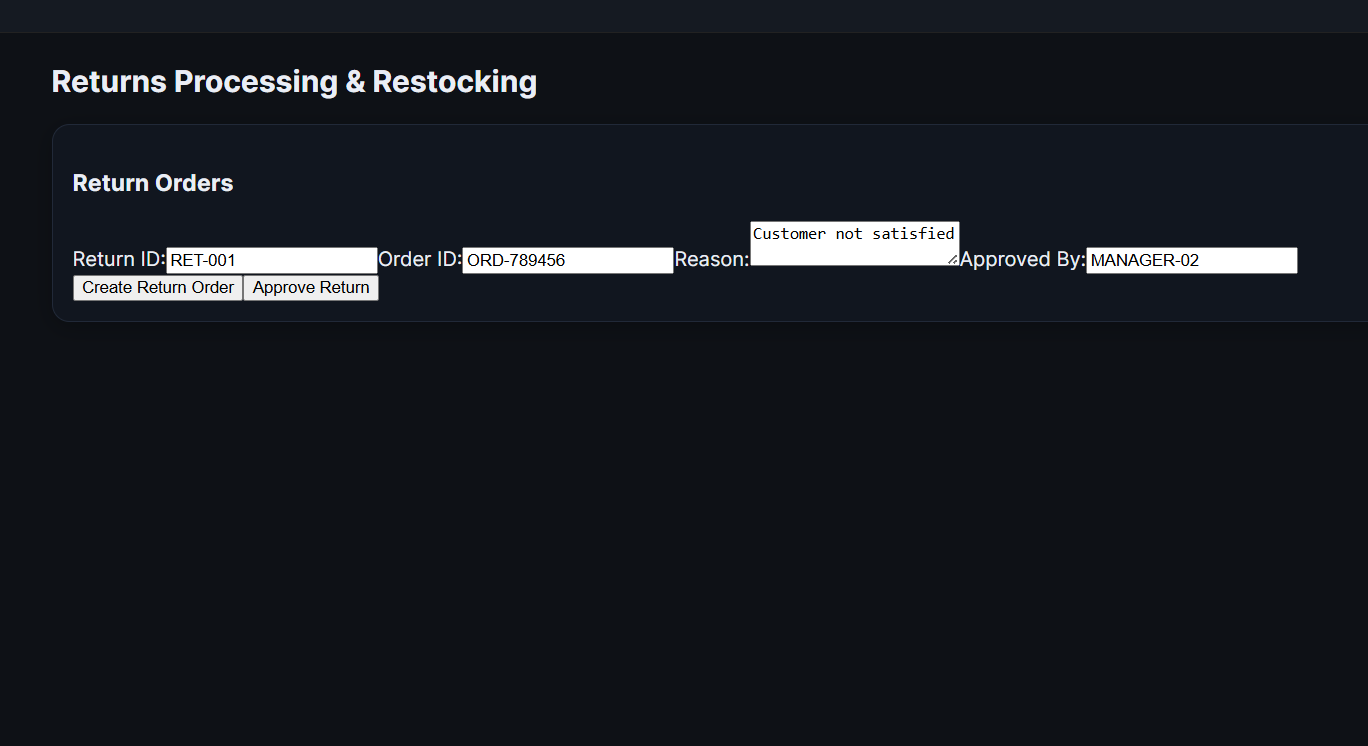 Returns Processing & Restocking
Return Orders
Return ID: RET-001 Order ID: ORD-789456 Reason: Customer not satisfied Approved By: MANAGER-02
Create Return Order Approve Return